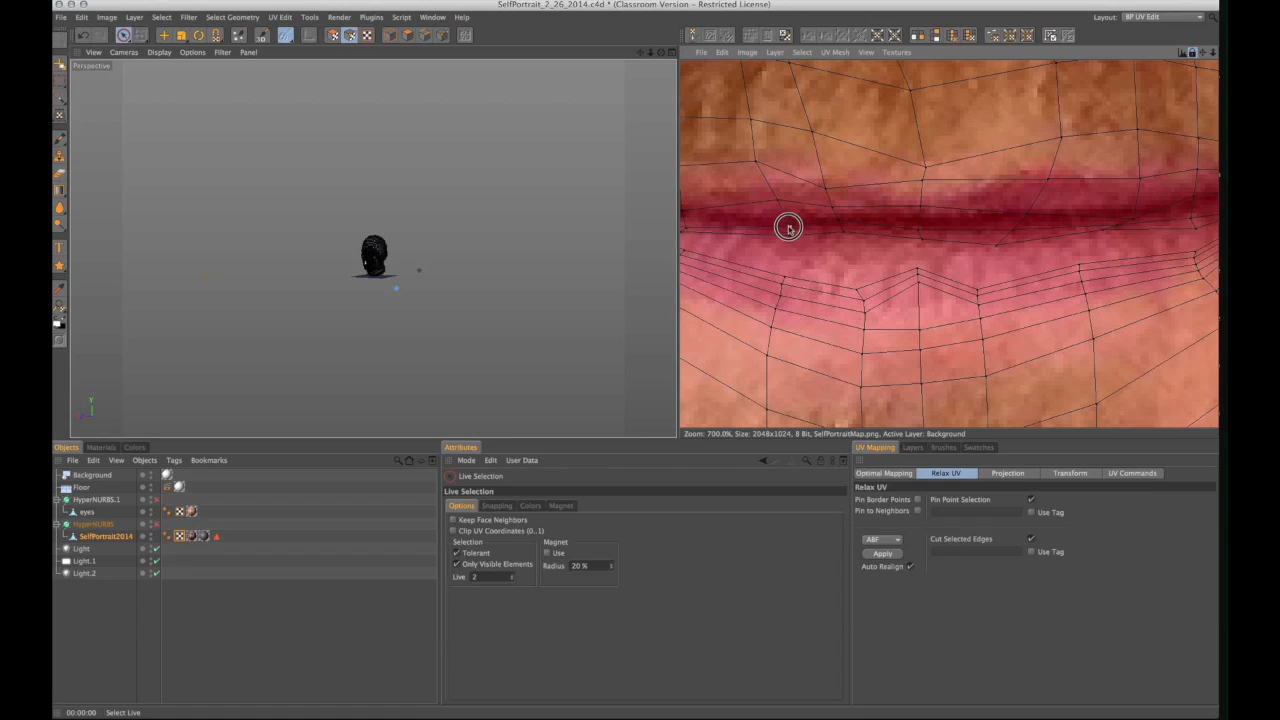 SelfPortrait_2_26_2014.c4d * (Classroom Version - Restricted License)
File Edit Image Layer Select Filter Select Geometry UV Edit Tools Render Plugins Script Window Help Layout: BP UV Edit
View Cameras Display Options Filter Panel File Edit Image Layer Select UV Mesh View Textures
Perspective
Y
Zoom: 700.0%, Size: 2048x1024, 8 Bit, SelfPortraitMap.png, Active Layer: Background
Objects Materials Colors Attributes UV Mapping Layers Brushes Swatches
File Edit View Objects Tags Bookmarks Mode Edit User Data
Background Live Selection Optimal Mapping Relax UV Projection Transform UV Commands
Floor Live Selection Relax UV
HyperNURBS.1 Options Snapping Colors Magnet Pin Border Points Pin Point Selection
eyes Keep Face Neighbors Pin to Neighbors Use Tag
HyperNURBS Clip UV Coordinates (0..1)
SelfPortrait2014 Selection Magnet ABF Cut Selected Edges
Light Tolerant Use Apply Use Tag
Light.1 Only Visible Elements Radius 20 % Auto Realign
Light.2 Live 2
00:00:00 Select Live